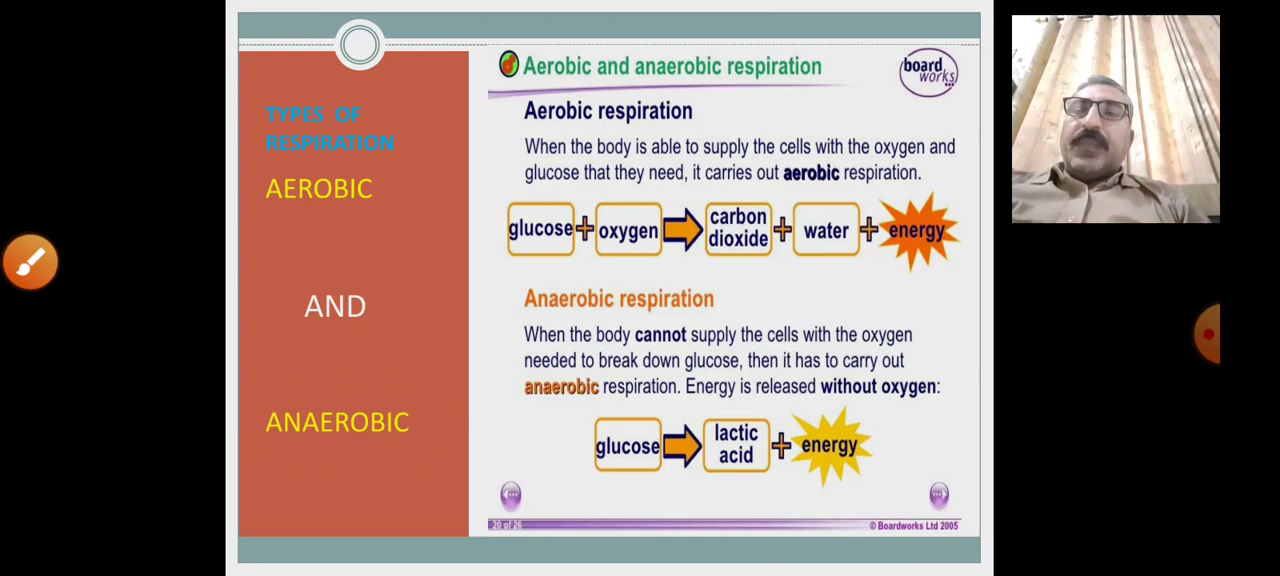 TYPES OF
RESPIRATION
AEROBIC
AND
ANAEROBIC
Aerobic and anaerobic respiration
board
works
Aerobic respiration
When the body is able to supply the cells with the oxygen and
glucose that they need, it carries out aerobic respiration.
glucose + oxygen carbon dioxide + water + energy
Anaerobic respiration
When the body cannot supply the cells with the oxygen
needed to break down glucose, then it has to carry out
anaerobic respiration. Energy is released without oxygen:
glucose lactic acid + energy
20 of 26
© Boardworks Ltd 2005